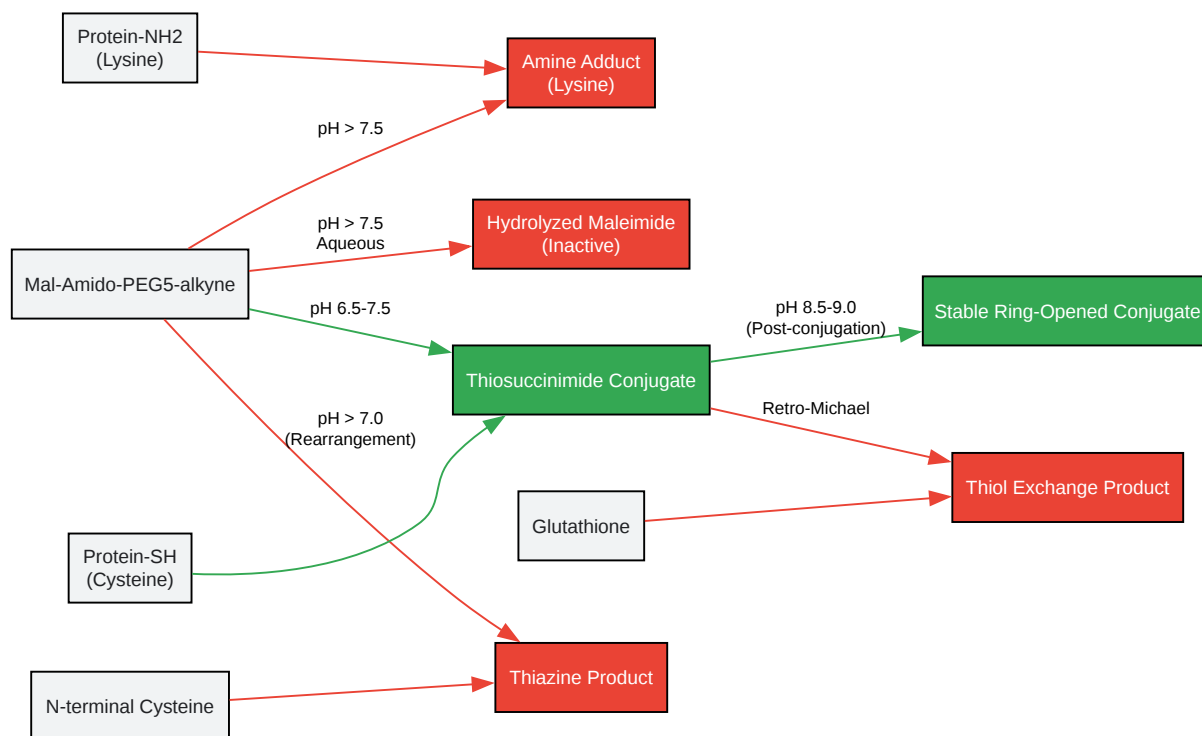 Protein-NH2
(Lysine)
Amine Adduct
(Lysine)
pH > 7.5
Hydrolyzed Maleimide
(Inactive)
pH > 7.5
Aqueous
Mal-Amido-PEG5-alkyne
pH 6.5-7.5
pH 8.5-9.0
(Post-conjugation)
Stable Ring-Opened Conjugate
Thiosuccinimide Conjugate
Retro-Michael
pH > 7.0
(Rearrangement)
Thiol Exchange Product
Glutathione
Protein-SH
(Cysteine)
Thiazine Product
N-terminal Cysteine